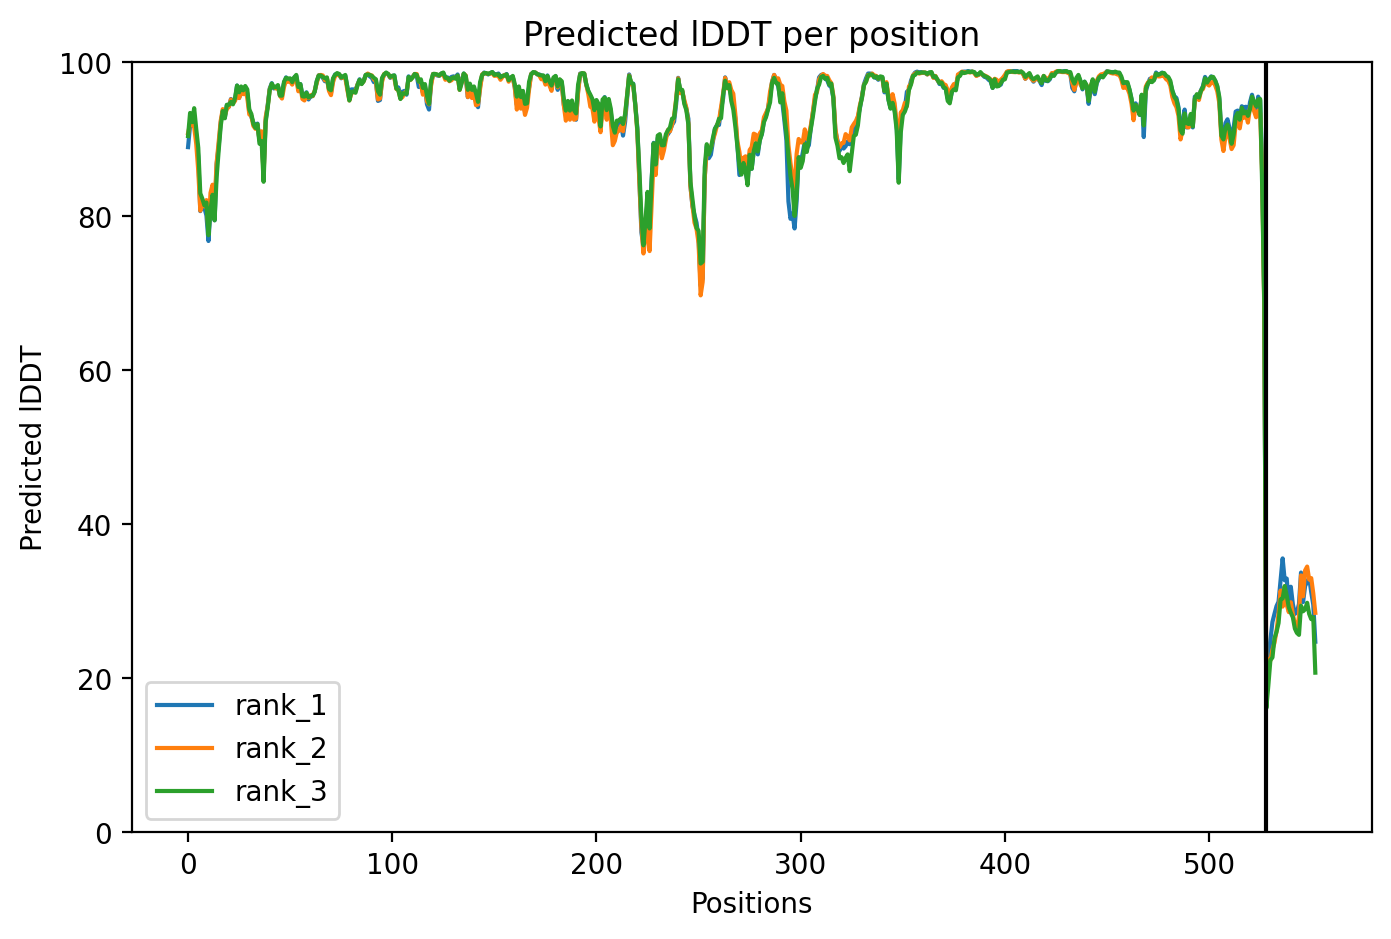 Predicted lDDT per position
100
80
60
40
20
0
Predicted lDDT
rank_1
rank_2
rank_3
0 100 200 300 400 500
Positions